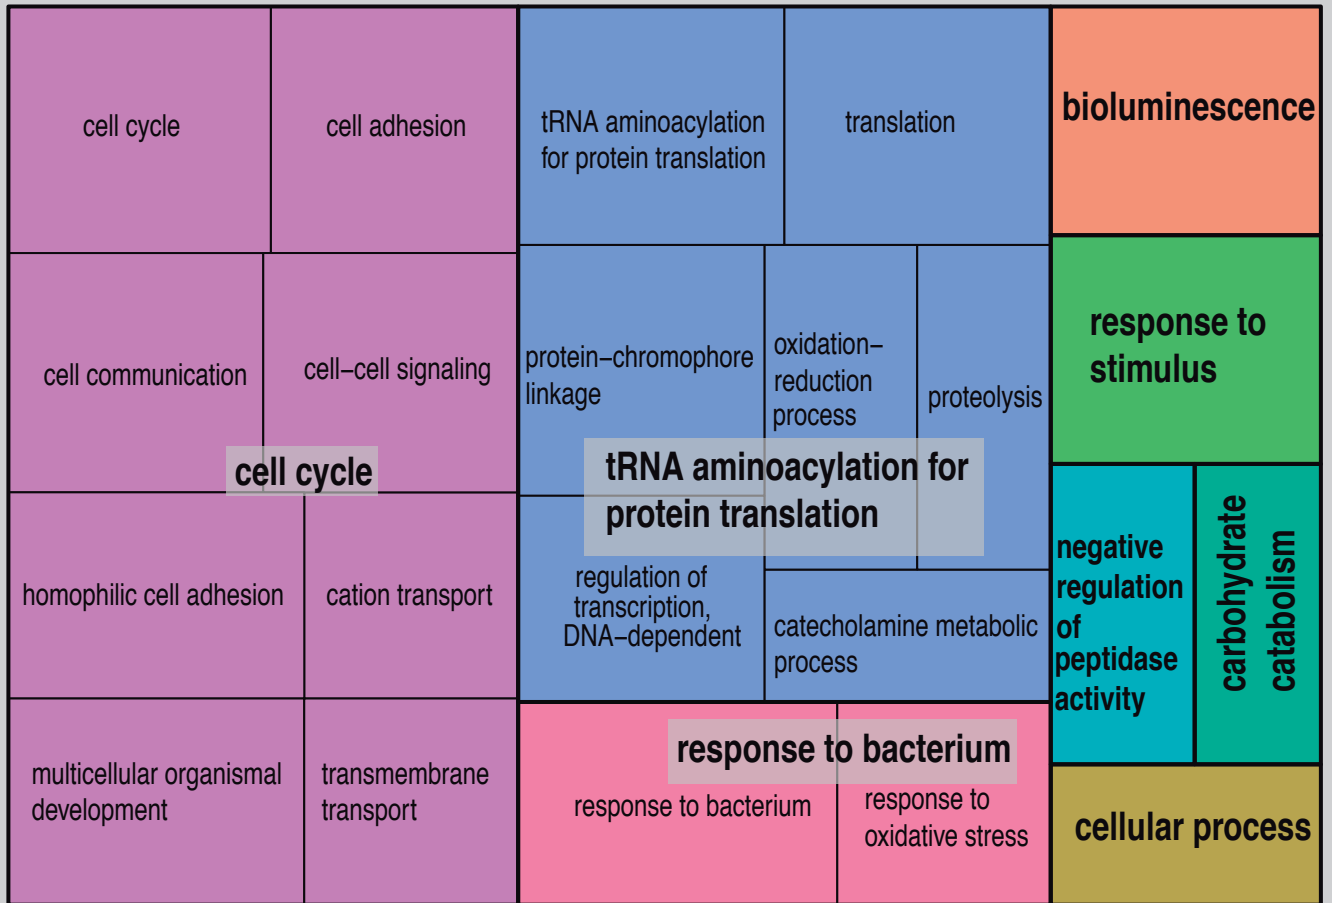 cell cycle
cell adhesion
cell communication
cell–cell signaling
cell cycle
homophilic cell adhesion
cation transport
multicellular organismal
development
transmembrane
transport
tRNA aminoacylation
for protein translation
translation
protein–chromophore
linkage
oxidation–
reduction
process
proteolysis
tRNA aminoacylation for
protein translation
regulation of
transcription,
DNA–dependent
catecholamine metabolic
process
response to bacterium
response to bacterium
response to
oxidative stress
bioluminescence
response to
stimulus
negative
regulation
of
peptidase
activity
carbohydrate
catabolism
cellular process